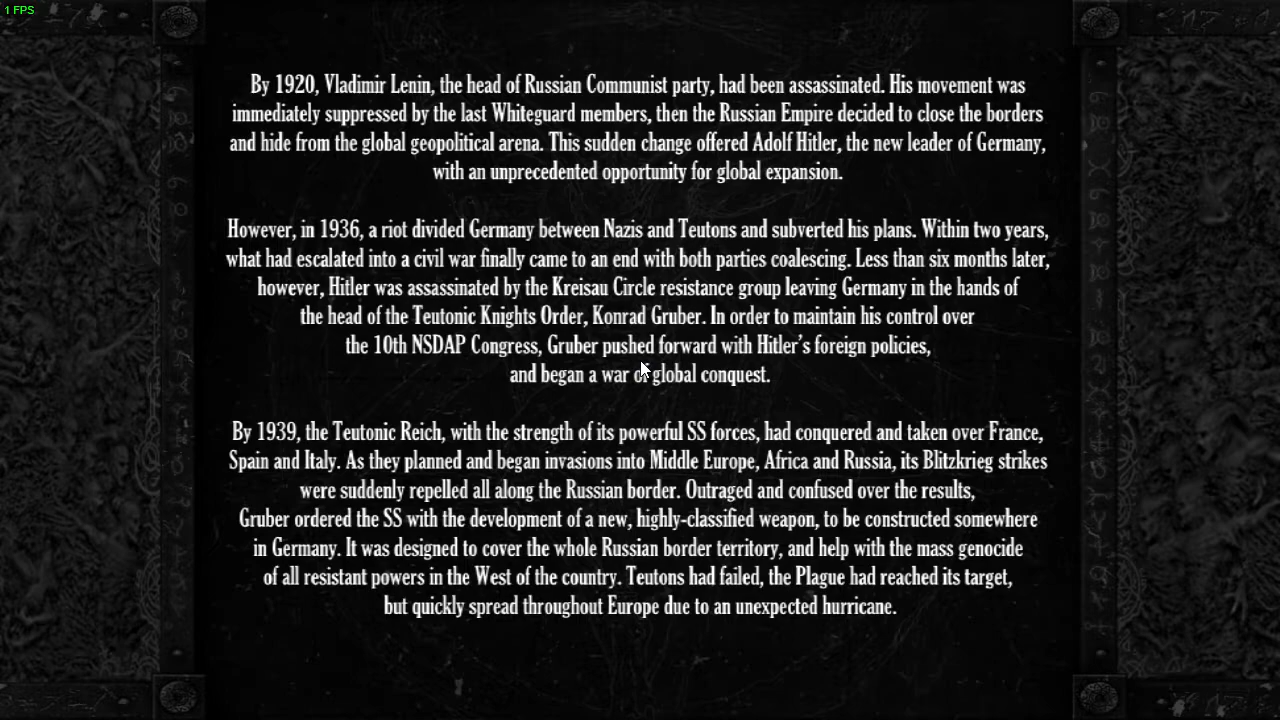 1 FPS
By 1920, Vladimir Lenin, the head of Russian Communist party, had been assassinated. His movement was
immediately suppressed by the last Whiteguard members, then the Russian Empire decided to close the borders
and hide from the global geopolitical arena. This sudden change offered Adolf Hitler, the new leader of Germany,
with an unprecedented opportunity for global expansion.
However, in 1936, a riot divided Germany between Nazis and Teutons and subverted his plans. Within two years,
what had escalated into a civil war finally came to an end with both parties coalescing. Less than six months later,
however, Hitler was assassinated by the Kreisau Circle resistance group leaving Germany in the hands of
the head of the Teutonic Knights Order, Konrad Gruber. In order to maintain his control over
the 10th NSDAP Congress, Gruber pushed forward with Hitler's foreign policies,
and began a war of global conquest.
By 1939, the Teutonic Reich, with the strength of its powerful SS forces, had conquered and taken over France,
Spain and Italy. As they planned and began invasions into Middle Europe, Africa and Russia, its Blitzkrieg strikes
were suddenly repelled all along the Russian border. Outraged and confused over the results,
Gruber ordered the SS with the development of a new, highly-classified weapon, to be constructed somewhere
in Germany. It was designed to cover the whole Russian border territory, and help with the mass genocide
of all resistant powers in the West of the country. Teutons had failed, the Plague had reached its target,
but quickly spread throughout Europe due to an unexpected hurricane.